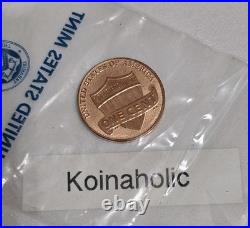 UNITED STATES MINT
UNITED STATES OF AMERICA
ONE CENT
Koinaholic